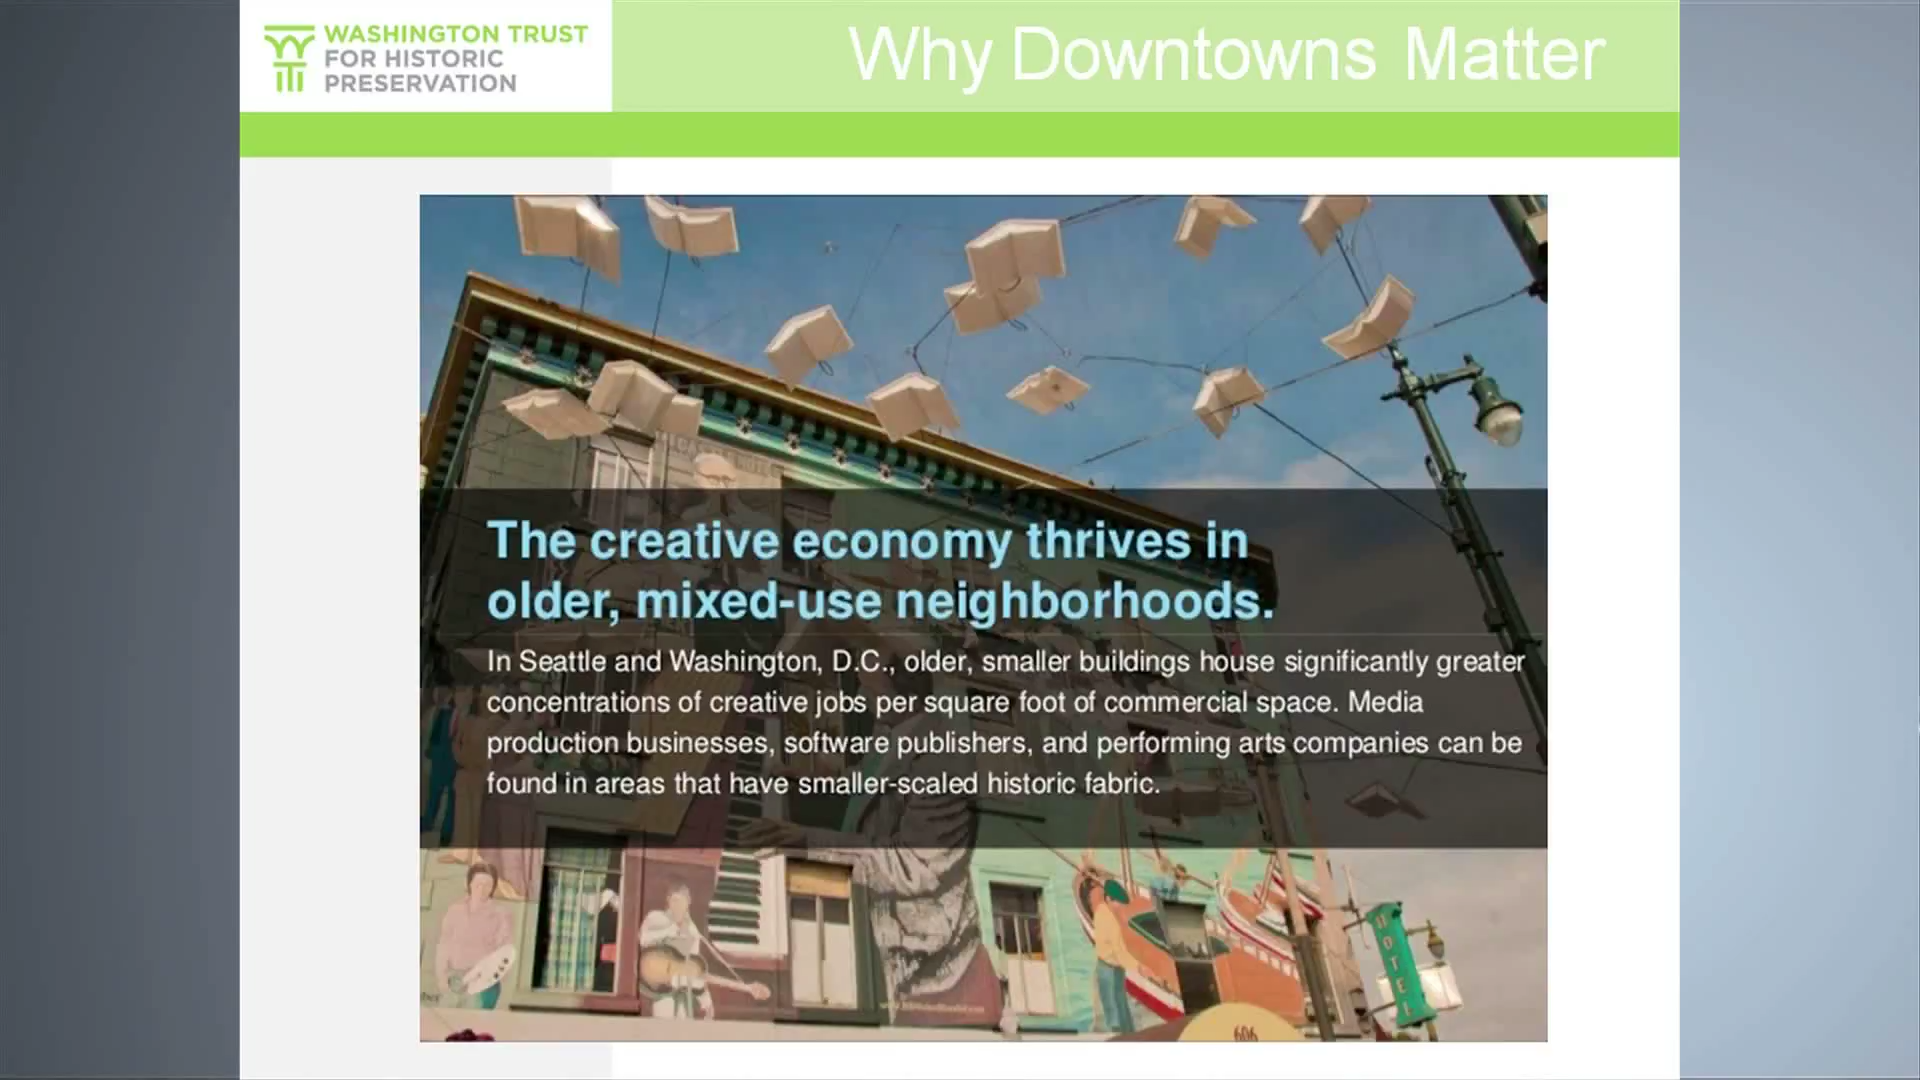 WASHINGTON TRUST
FOR HISTORIC
PRESERVATION
Why Downtowns Matter
The creative economy thrives in
older, mixed-use neighborhoods.
In Seattle and Washington, D.C., older, smaller buildings house significantly greater
concentrations of creative jobs per square foot of commercial space. Media
production businesses, software publishers, and performing arts companies can be
found in areas that have smaller-scaled historic fabric.
HOTEL
606